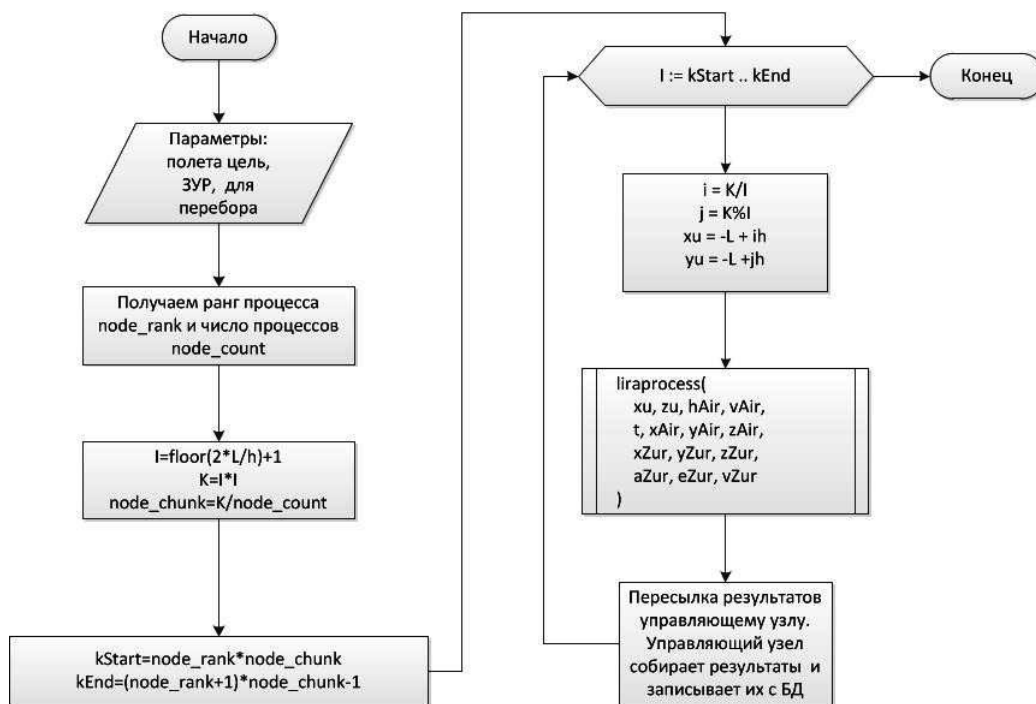 Начало
Параметры:
полета цель,
ЗУР, для
перебора
Получаем ранг процесса
node_rank и число процессов
node_count
I=floor(2*L/h)+1
K=I*I
node_chunk=K/node_count
kStart=node_rank*node_chunk
kEnd=(node_rank+1)*node_chunk-1
I := kStart .. kEnd
Конец
i = K/I
j = K%I
xu = -L + ih
yu = -L +jh
liraprocess(
xu, zu, hAir, vAir,
t, xAir, yAir, zAir,
xZur, yZur, zZur,
aZur, eZur, vZur
)
Пересылка результатов
управляющему узлу.
Управляющий узел
собирает результаты и
записывает их с БД